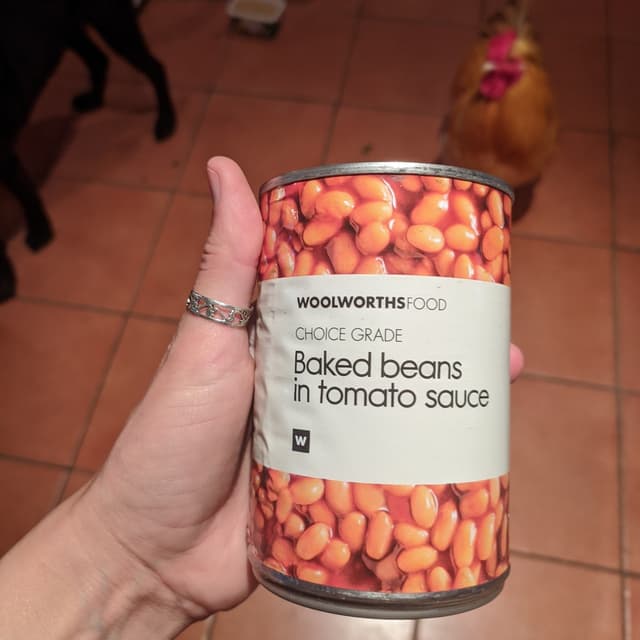 WOOLWORTHSFOOD
CHOICE GRADE
Baked beans
in tomato sauce
W